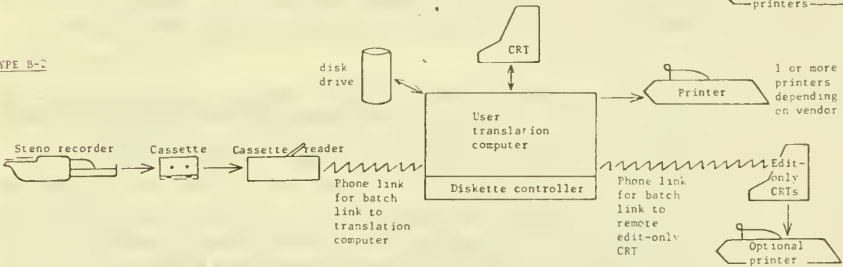 printers
YPE B-2
disk
drive
CRT
1 or more
printers
depending
on vendor
Printer
User
translation
computer
Diskette controller
Steno recorder
Cassette
Cassette reader
Phone link
for batch
link to
translation
computer
Phone link
for batch
link to
remote
edit-only
CRT
Edit-
only
CRTs
Optional
printer